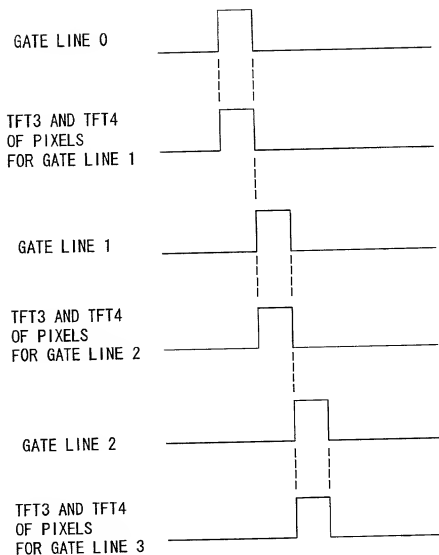 GATE LINE 0
TFT3 AND TFT4
OF PIXELS
FOR GATE LINE 1
GATE LINE 1
TFT3 AND TFT4
OF PIXELS
FOR GATE LINE 2
GATE LINE 2
TFT3 AND TFT4
OF PIXELS
FOR GATE LINE 3